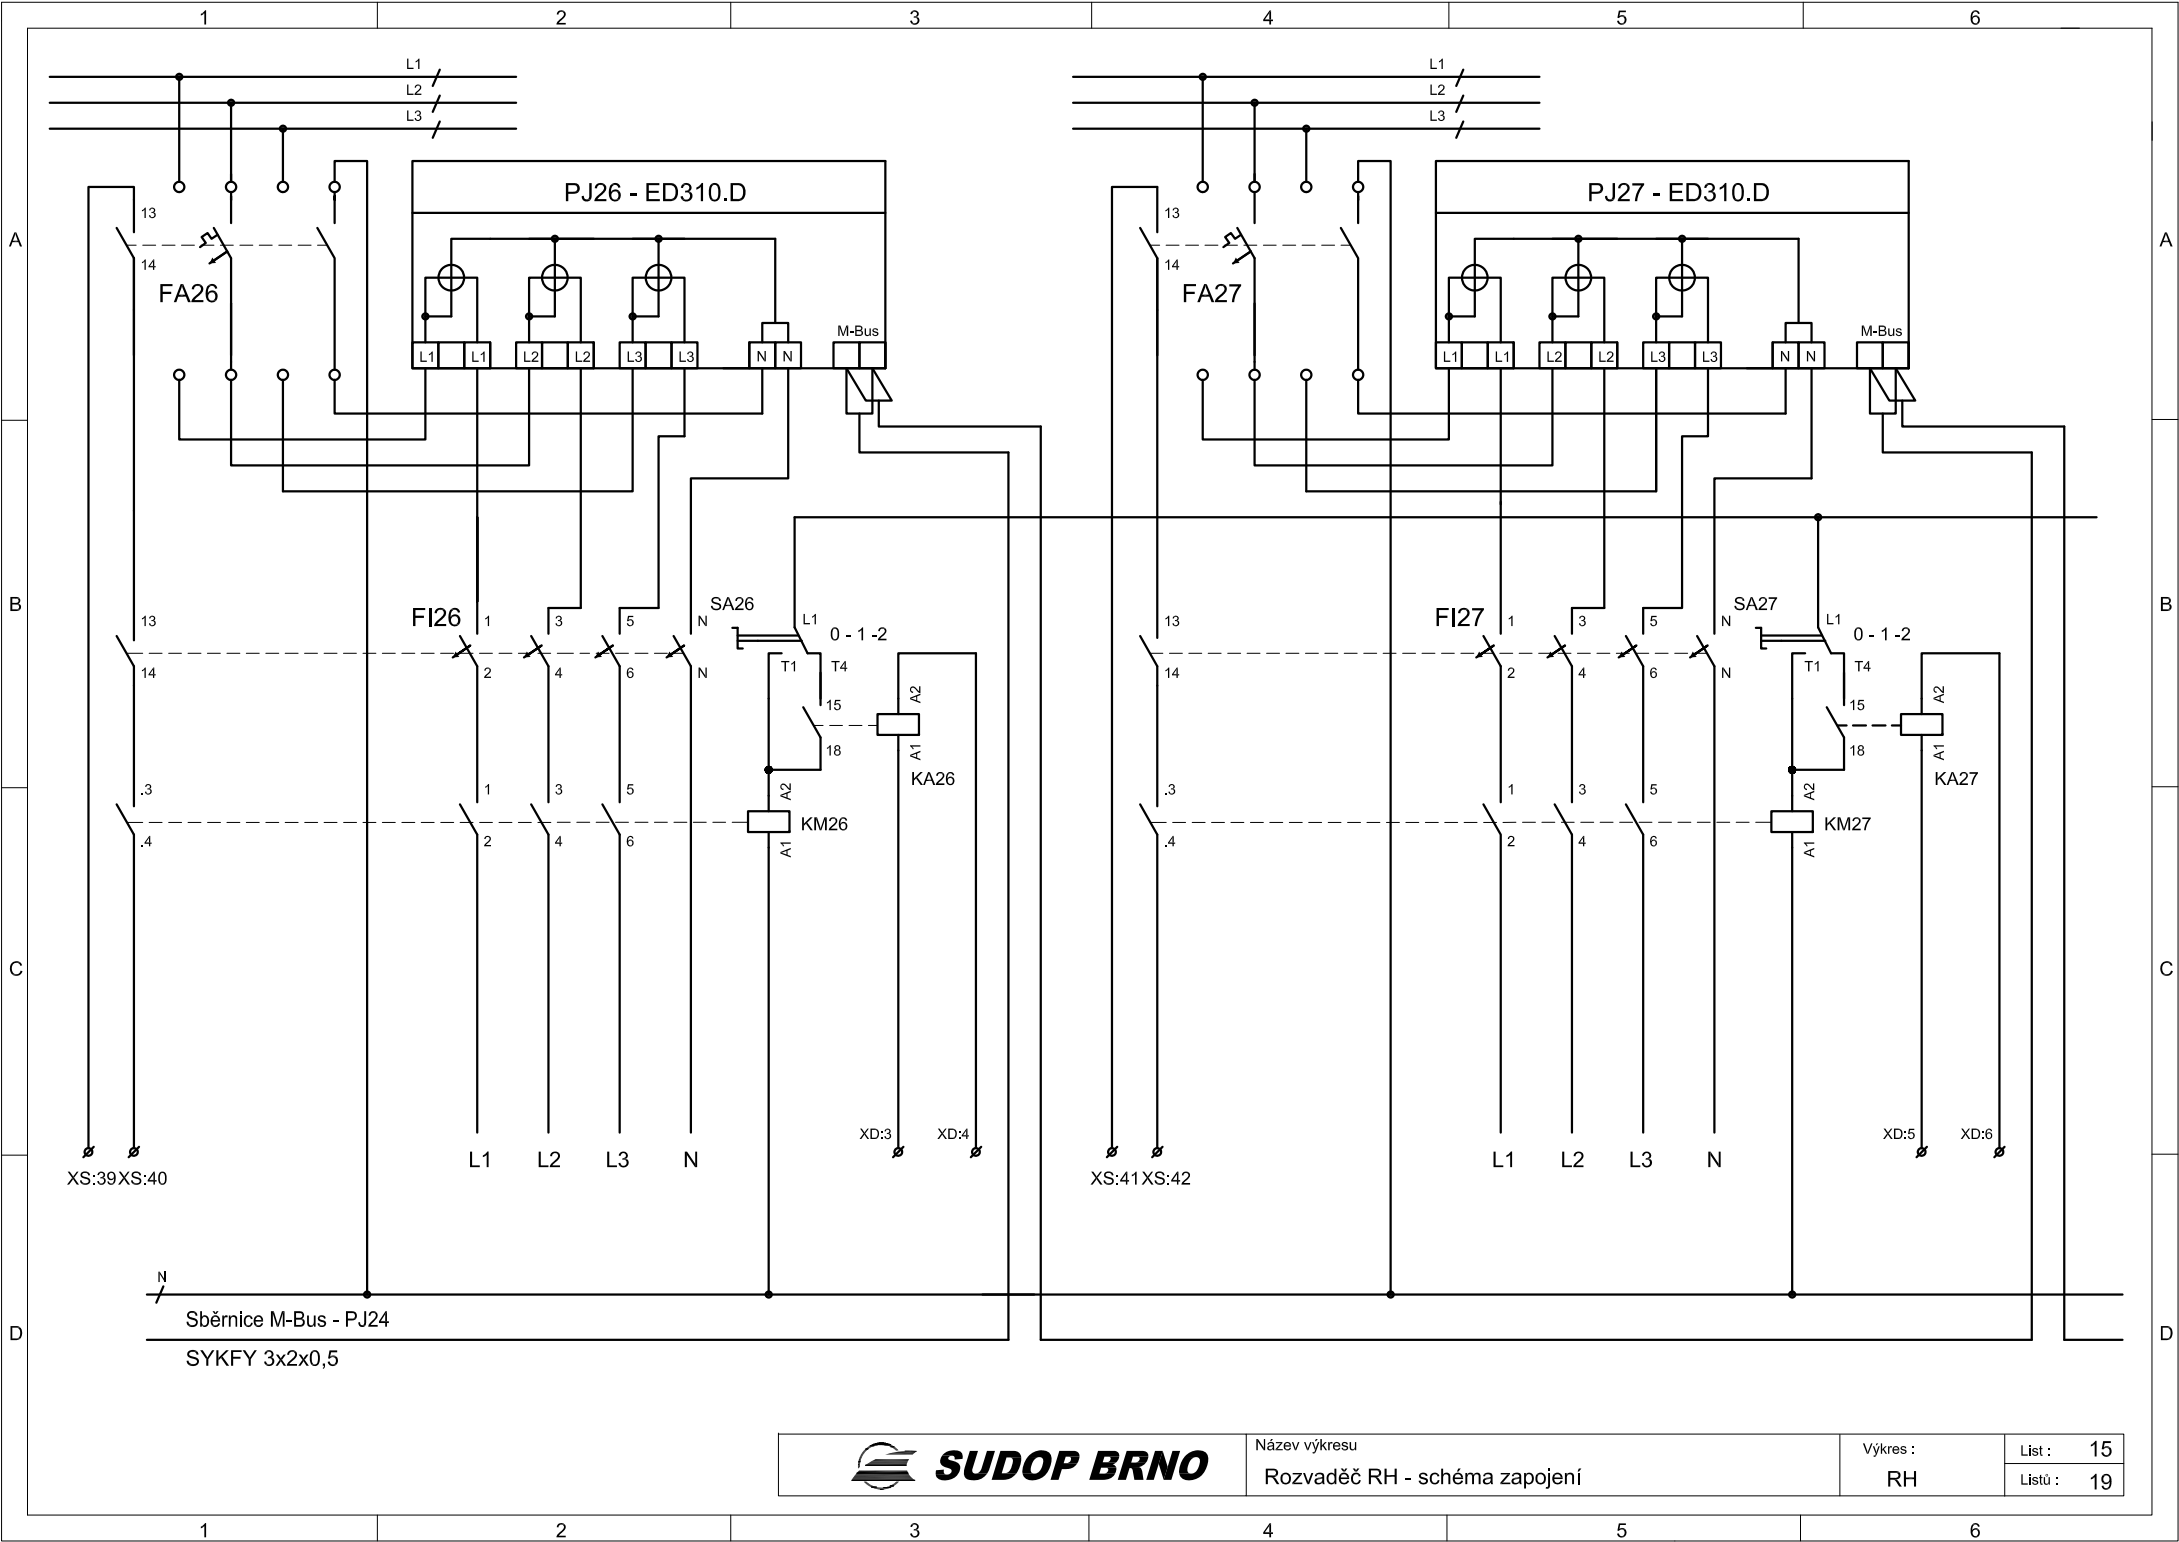 1 2 3 4 5 6
L1 L1
L2 L2
L3 L3
PJ26 - ED310.D PJ27 - ED310.D
13 13
A A
14 14
FA26 FA27
M-Bus M-Bus
L1 L1 L2 L2 L3 L3 N N L1 L1 L2 L2 L3 L3 N N
B B
SA26 SA27
FI26 FI27
13 1 3 5 N L1 0 - 1 -2 13 1 3 5 N L1 0 - 1 -2
14 2 4 6 N T1 T4 14 2 4 6 N T1 T4
A2 A2
15 15
18 A1 18 A1
KA26 KA27
.3 1 3 5 A2 .3 1 3 5 A2
KM26 KM27
.4 2 4 6 A1 .4 2 4 6 A1
C C
XD:3 XD:4 XD:5 XD:6
L1 L2 L3 N L1 L2 L3 N
XS:39 XS:40 XS:41 XS:42
N
Sběrnice M-Bus - PJ24
D D
SYKFY 3x2x0,5
SUDOP BRNO
Název výkresu
Rozvaděč RH - schéma zapojení
Výkres :
RH
List : 15
Listů : 19
1 2 3 4 5 6